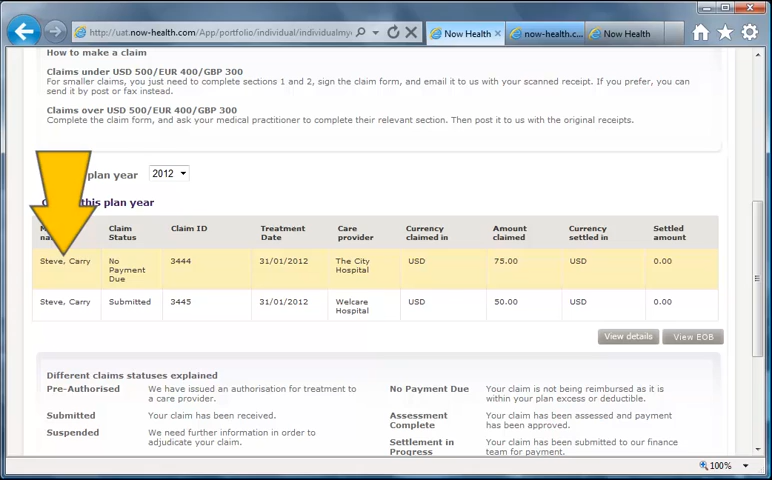 http://uat.now-health.com/App/portfolio/individual/individualmy
Now Health
now-health.c...
Now Health
How to make a claim
Claims under USD 500/EUR 400/GBP 300
For smaller claims, you just need to complete sections 1 and 2, sign the claim form, and email it to us with your scanned receipt. If you prefer, you can
send it by post or fax instead.
Claims over USD 500/EUR 400/GBP 300
Complete the claim form, and ask your medical practitioner to complete their relevant section. Then post it to us with the original receipts.
plan year 2012
this plan year
Claim Status Claim ID Treatment Date Care provider Currency claimed in Amount claimed Currency settled in Settled amount
Steve, Carry No Payment Due 3444 31/01/2012 The City Hospital USD 75.00 USD 0.00
Steve, Carry Submitted 3445 31/01/2012 Welcare Hospital USD 50.00 USD 0.00
View details View EOB
Different claims statuses explained
Pre-Authorised We have issued an authorisation for treatment to
a care provider.
Submitted Your claim has been received.
Suspended We need further information in order to
adjudicate your claim.
No Payment Due Your claim is not being reimbursed as it is
within your plan excess or deductible.
Assessment Complete Your claim has been assessed and payment
has been approved.
Settlement in Progress Your claim has been submitted to our finance
team for payment.
100%